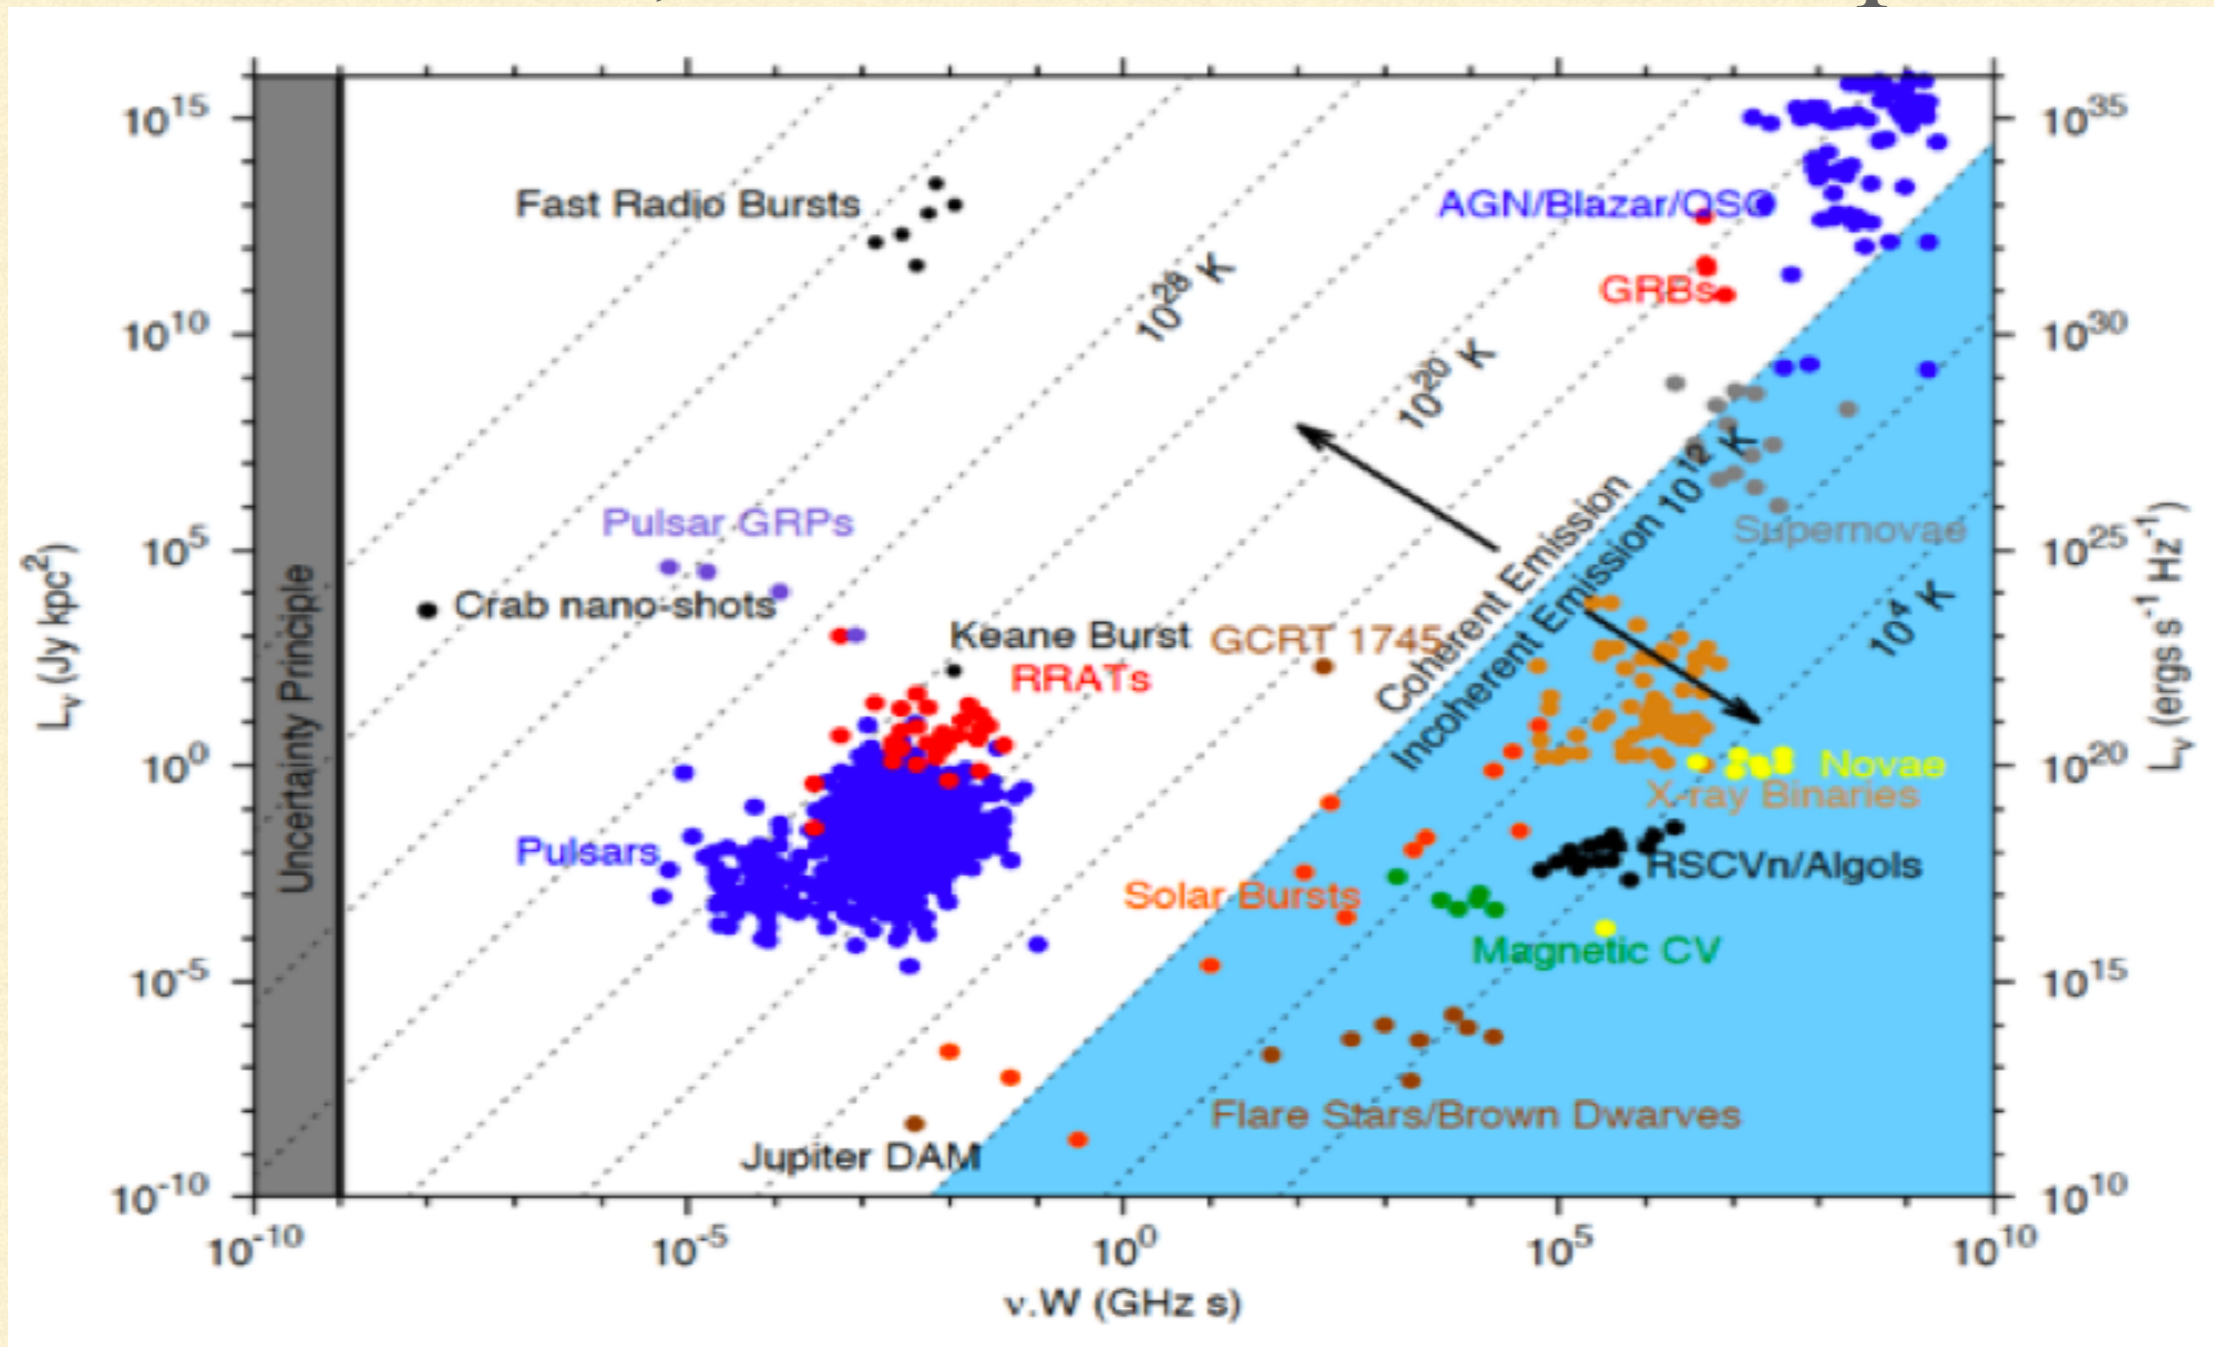 10^15
10^10
10^5
10^0
10^-5
10^-10
L_ν (Jy kpc^2)
Uncertainty Principle
Fast Radio Bursts
AGN/Blazar/QSO
GRBs
10^28 K
10^20 K
Pulsar GRPs
Crab nano-shots
Keane Burst
GCRT 1745
RRATs
Coherent Emission
Incoherent Emission 10^12 K
Supernovae
10^4 K
Novae
X-ray Binaries
Pulsars
RSCVn/Algols
Solar Bursts
Magnetic CV
Flare Stars/Brown Dwarves
Jupiter DAM
10^35
10^30
10^25
10^20
10^15
10^10
L_ν (ergs s^-1 Hz^-1)
10^-10
10^-5
10^0
10^5
10^10
ν.W (GHz s)